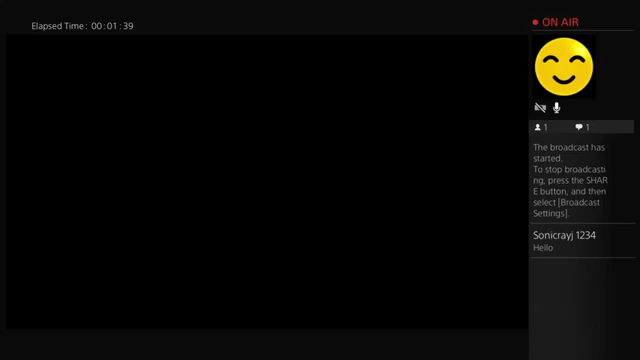 Elapsed Time: 00:01:39
ON AIR
1
1
The broadcast has
started.
To stop broadcasti
ng, press the SHAR
E button, and then
select [Broadcast
Settings].
Sonicrayj 1234
Hello